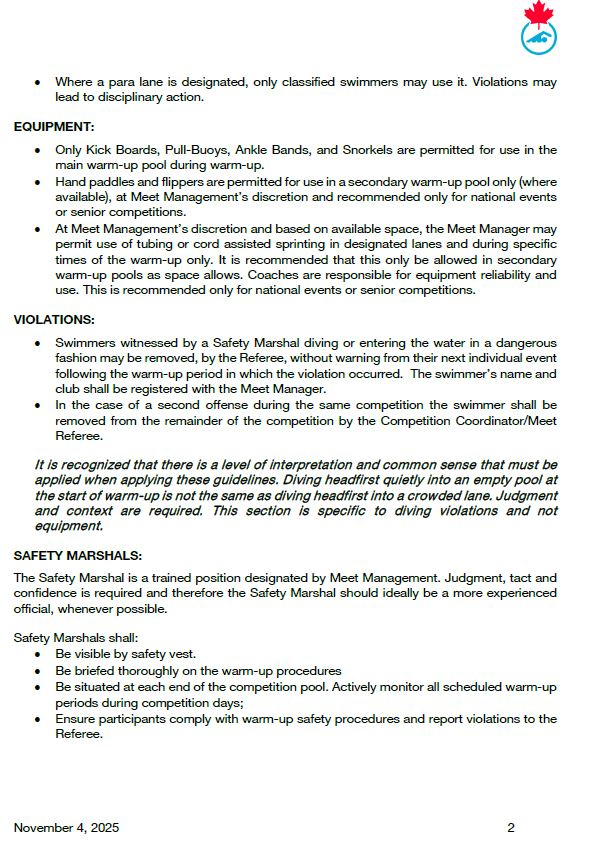 • Where a para lane is designated, only classified swimmers may use it. Violations may
lead to disciplinary action.
EQUIPMENT:
• Only Kick Boards, Pull-Buoys, Ankle Bands, and Snorkels are permitted for use in the
main warm-up pool during warm-up.
• Hand paddles and flippers are permitted for use in a secondary warm-up pool only (where
available), at Meet Management's discretion and recommended only for national events
or senior competitions.
• At Meet Management's discretion and based on available space, the Meet Manager may
permit use of tubing or cord assisted sprinting in designated lanes and during specific
times of the warm-up only. It is recommended that this only be allowed in secondary
warm-up pools as space allows. Coaches are responsible for equipment reliability and
use. This is recommended only for national events or senior competitions.
VIOLATIONS:
• Swimmers witnessed by a Safety Marshal diving or entering the water in a dangerous
fashion may be removed, by the Referee, without warning from their next individual event
following the warm-up period in which the violation occurred. The swimmer's name and
club shall be registered with the Meet Manager.
• In the case of a second offense during the same competition the swimmer shall be
removed from the remainder of the competition by the Competition Coordinator/Meet
Referee.
It is recognized that there is a level of interpretation and common sense that must be
applied when applying these guidelines. Diving headfirst quietly into an empty pool at
the start of warm-up is not the same as diving headfirst into a crowded lane. Judgment
and context are required. This section is specific to diving violations and not
equipment.
SAFETY MARSHALS:
The Safety Marshal is a trained position designated by Meet Management. Judgment, tact and
confidence is required and therefore the Safety Marshal should ideally be a more experienced
official, whenever possible.
Safety Marshals shall:
• Be visible by safety vest.
• Be briefed thoroughly on the warm-up procedures
• Be situated at each end of the competition pool. Actively monitor all scheduled warm-up
periods during competition days;
• Ensure participants comply with warm-up safety procedures and report violations to the
Referee.
November 4, 2025 2